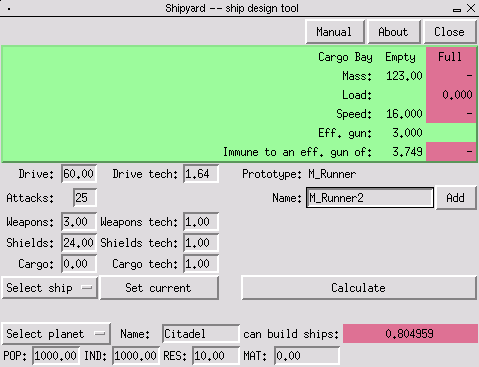 Shipyard -- ship design tool
Manual About Close
Cargo Bay Empty Full
Mass: 123.00 -
Load: 0.000
Speed: 16.000 -
Eff. gun: 3.000
Immune to an eff. gun of: 3.749 -
Drive: 60.00 Drive tech: 1.64 Prototype: M_Runner
Attacks: 25 Name: M_Runner2 Add
Weapons: 3.00 Weapons tech: 1.00
Shields: 24.00 Shields tech: 1.00
Cargo: 0.00 Cargo tech: 1.00
Select ship Set current Calculate
Select planet Name: Citadel can build ships: 0.804959
POP: 1000.00 IND: 1000.00 RES: 10.00 MAT: 0.00